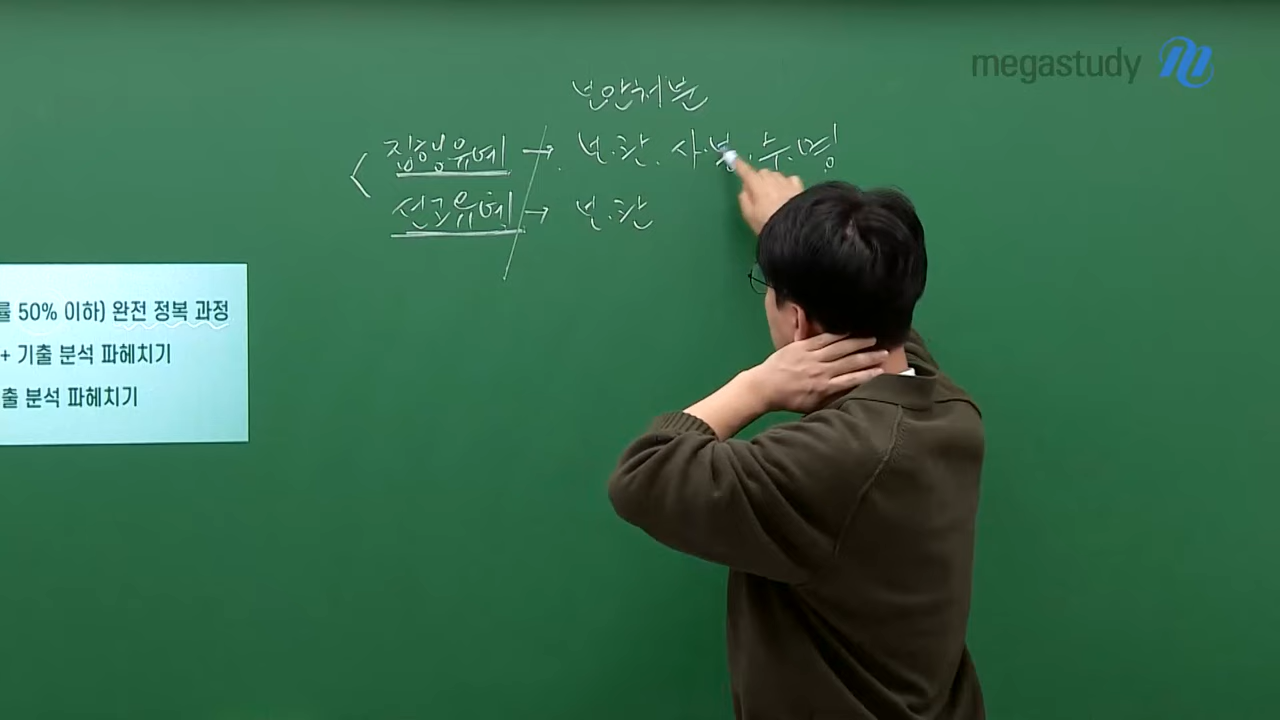 megastudy
보안처분
집행유예 → 보·관, 사·봉, 수·명
선고유예 → 보·관
률 50% 이하) 완전 정복 과정
+ 기출 분석 파헤치기
출 분석 파헤치기